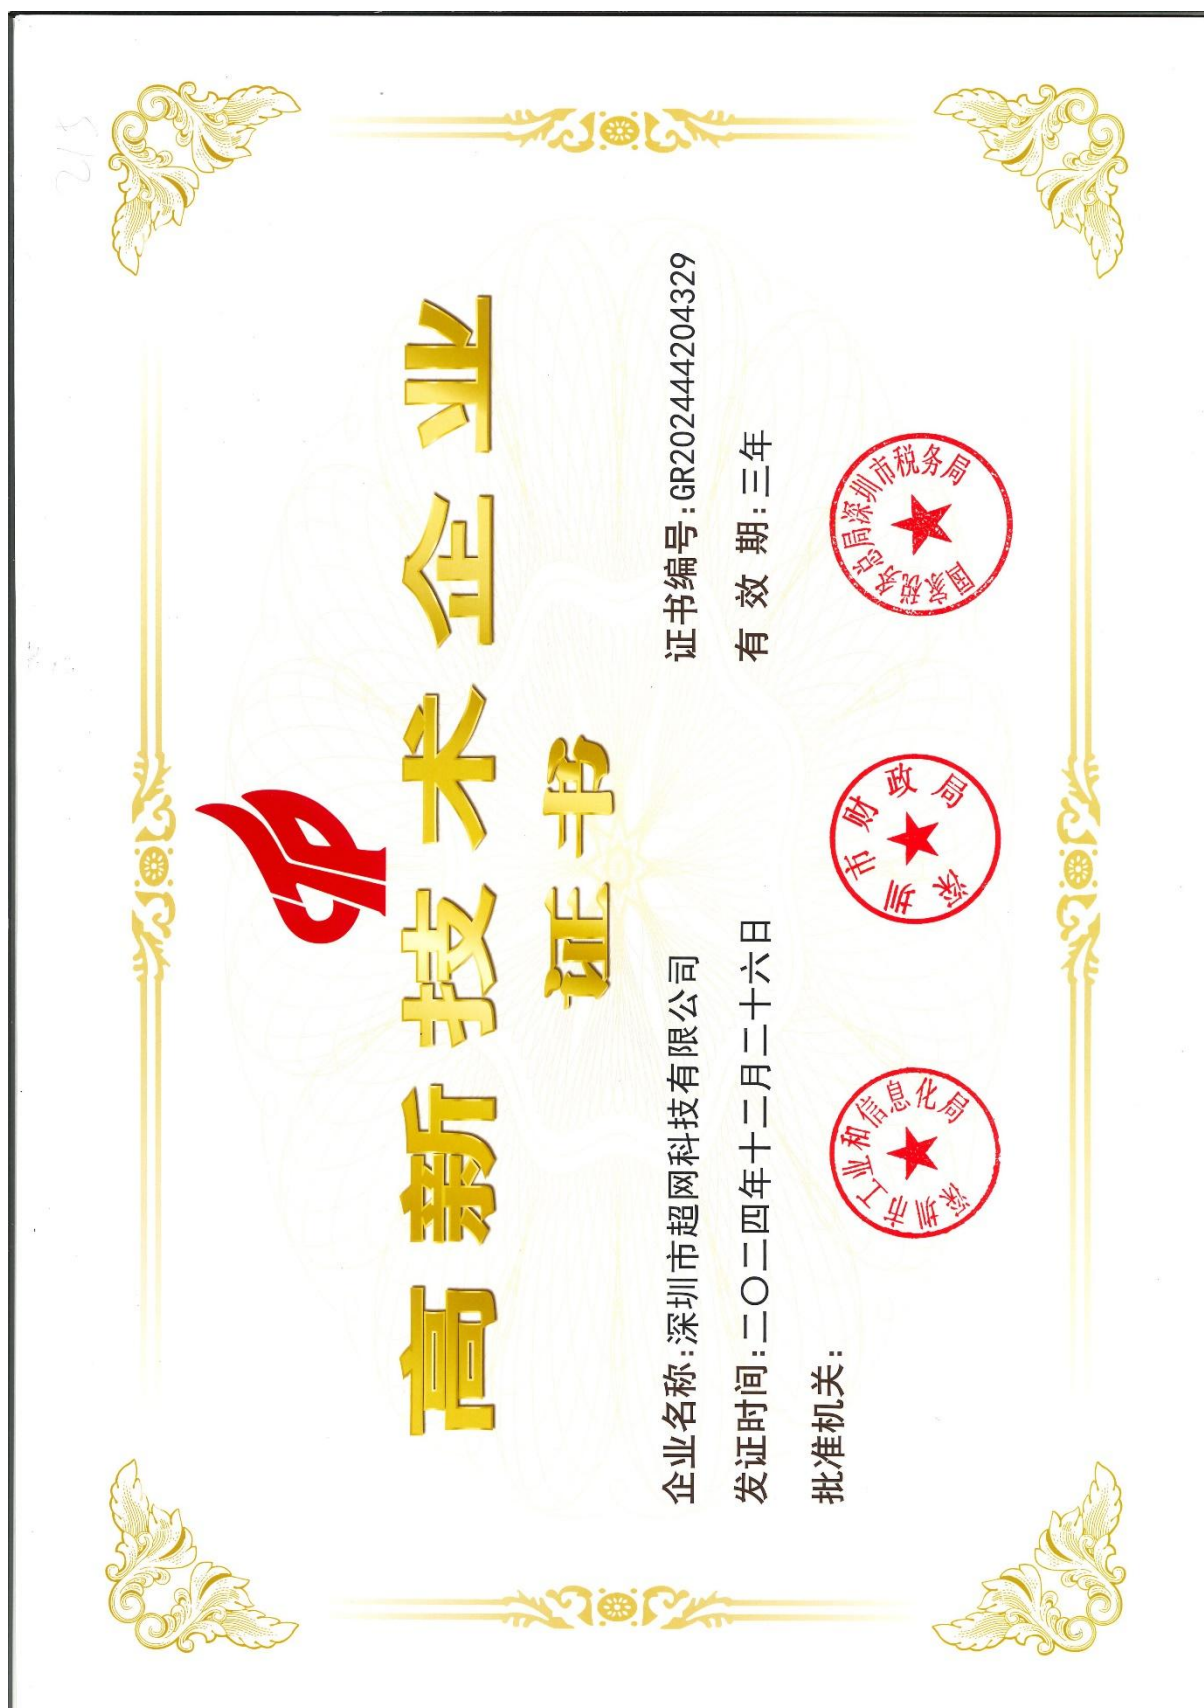 高新技术企业
证书
企业名称：深圳市超网科技有限公司
证书编号：GR202444204329
发证时间：二〇二四年十二月二十六日
有效期：三年
批准机关：
深圳市工业和信息化局
深圳市财政局
国家税务总局深圳市税务局